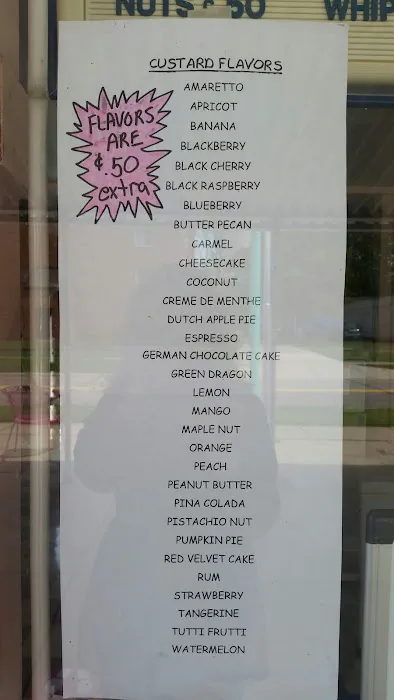 NUTS $.50 WHIP
CUSTARD FLAVORS
FLAVORS
ARE
$.50
extra
AMARETTO
APRICOT
BANANA
BLACKBERRY
BLACK CHERRY
BLACK RASPBERRY
BLUEBERRY
BUTTER PECAN
CARMEL
CHEESECAKE
COCONUT
CREME DE MENTHE
DUTCH APPLE PIE
ESPRESSO
GERMAN CHOCOLATE CAKE
GREEN DRAGON
LEMON
MANGO
MAPLE NUT
ORANGE
PEACH
PEANUT BUTTER
PINA COLADA
PISTACHIO NUT
PUMPKIN PIE
RED VELVET CAKE
RUM
STRAWBERRY
TANGERINE
TUTTI FRUTTI
WATERMELON